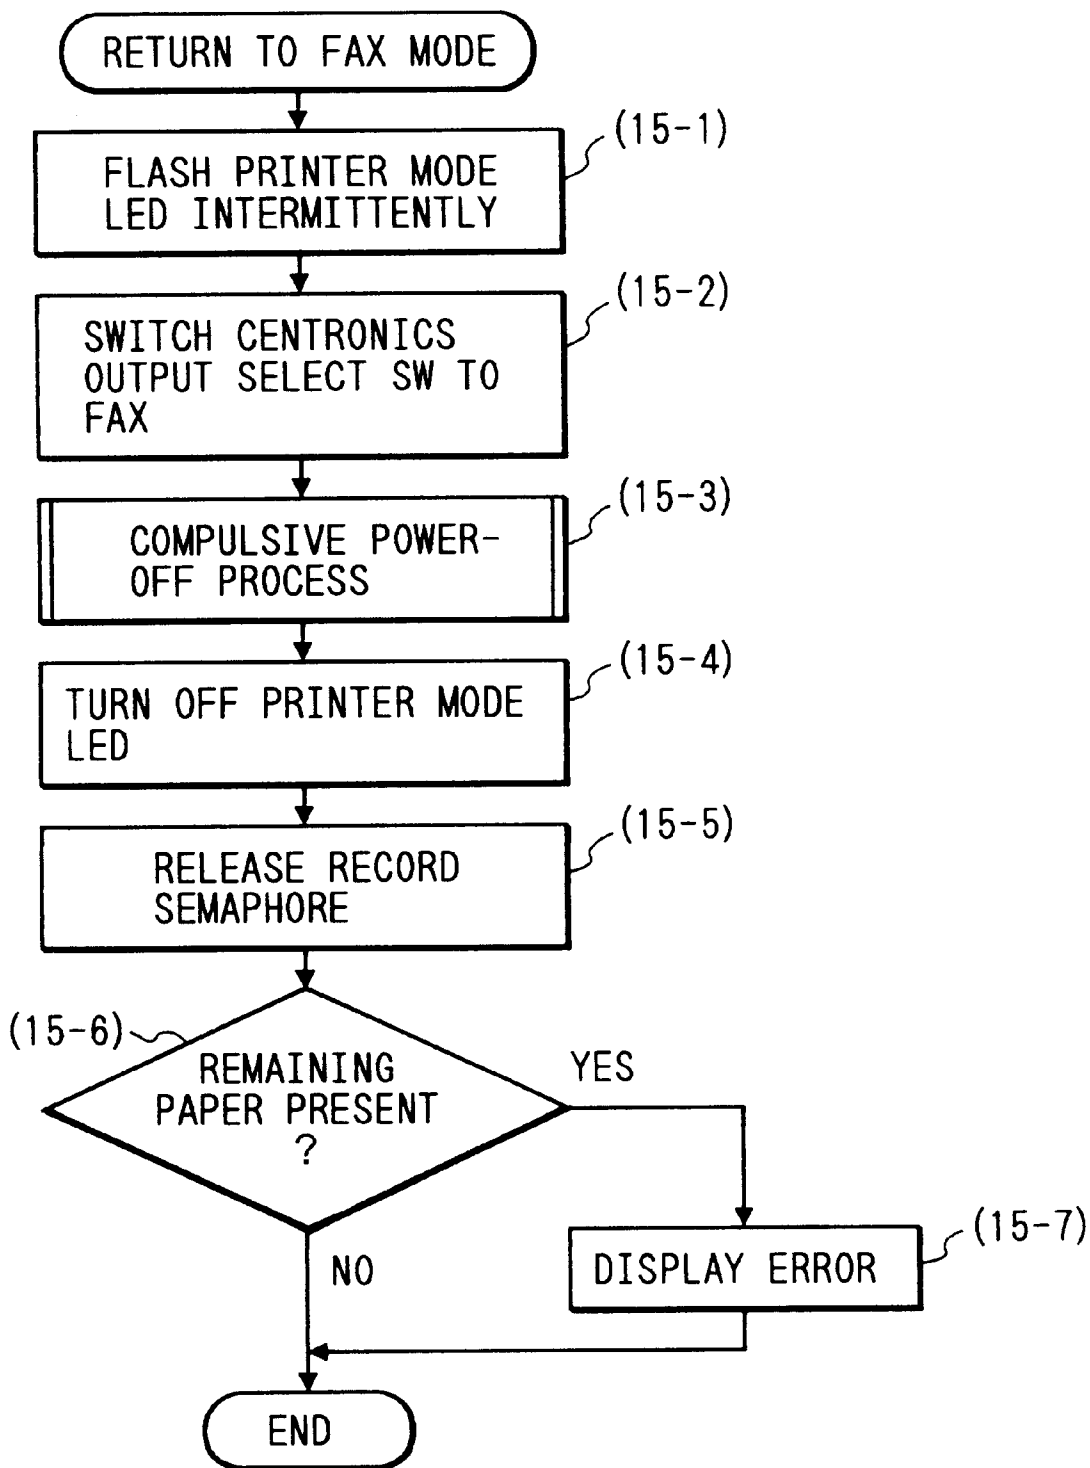 RETURN TO FAX MODE
(15-1)
FLASH PRINTER MODE
LED INTERMITTENTLY
(15-2)
SWITCH CENTRONICS
OUTPUT SELECT SW TO
FAX
(15-3)
COMPULSIVE POWER-
OFF PROCESS
(15-4)
TURN OFF PRINTER MODE
LED
(15-5)
RELEASE RECORD
SEMAPHORE
(15-6)
REMAINING
PAPER PRESENT
?
YES
NO
(15-7)
DISPLAY ERROR
END